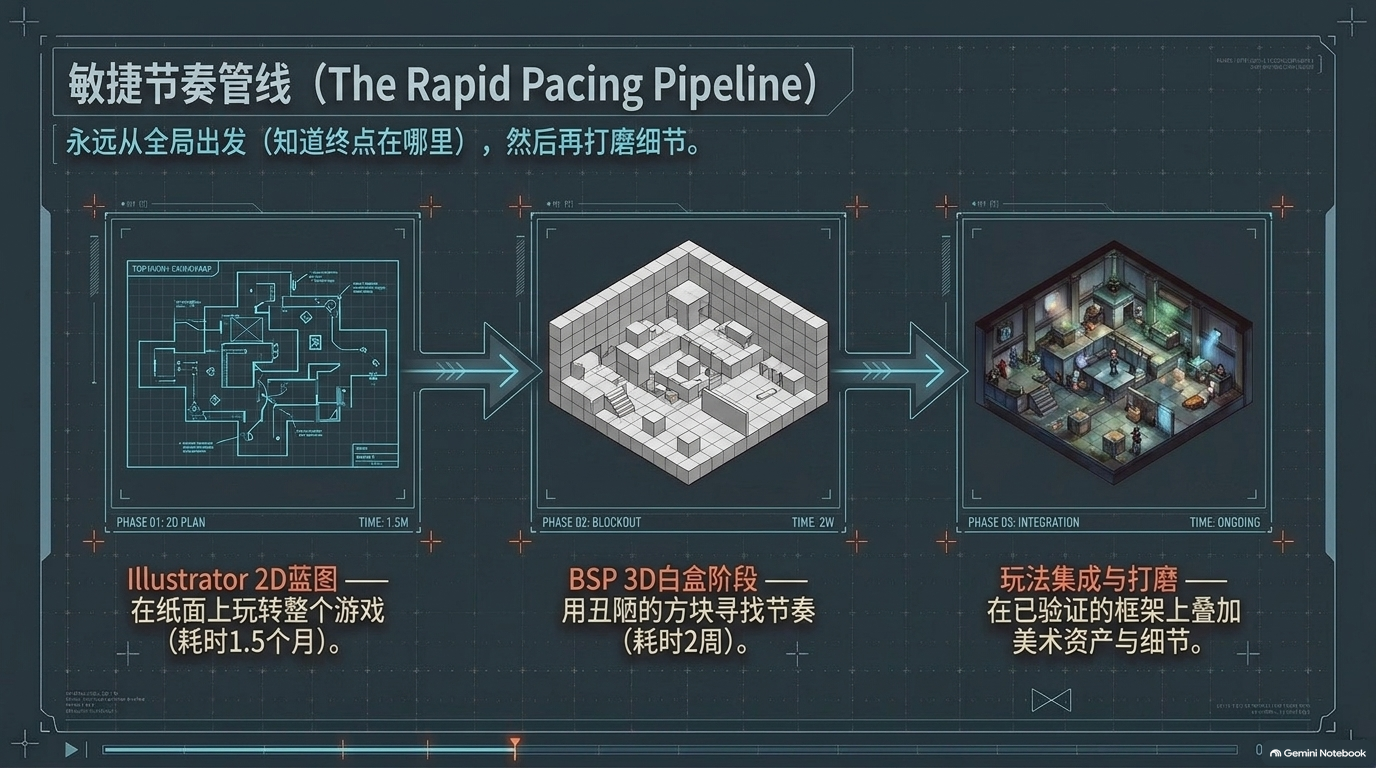 敏捷节奏管线（The Rapid Pacing Pipeline）
永远从全局出发（知道终点在哪里），然后再打磨细节。
PHASE 01: 2D PLAN
TIME: 1.5M
PHASE 02: BLOCKOUT
TIME 2W
PHASE 0S: INTEGRATION
TIME: ONGOING
Illustrator 2D蓝图 ——
在纸面上玩转整个游戏
（耗时1.5个月）。
BSP 3D白盒阶段 ——
用丑陋的方块寻找节奏
（耗时2周）。
玩法集成与打磨 ——
在已验证的框架上叠加
美术资产与细节。
0
Gemini Notebook